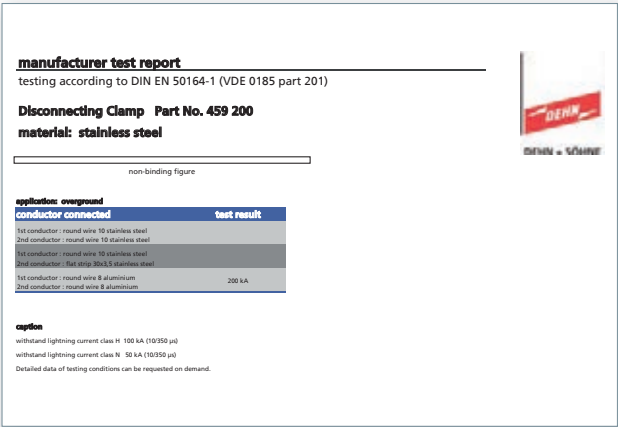 manufacturer test report
testing according to DIN EN 50164-1 (VDE 0185 part 201)
DEHN
DEHN + SÖHNE
Disconnecting Clamp Part No. 459 200
material: stainless steel
non-binding figure
application: overground
conductor connected test result
1st conductor : round wire 10 stainless steel
2nd conductor : round wire 10 stainless steel
1st conductor : round wire 10 stainless steel
2nd conductor : flat strip 30x3,5 stainless steel
1st conductor : round wire 8 aluminium
2nd conductor : round wire 8 aluminium
200 kA
caption
withstand lightning current class H 100 kA (10/350 µs)
withstand lightning current class N 50 kA (10/350 µs)
Detailed data of testing conditions can be requested on demand.